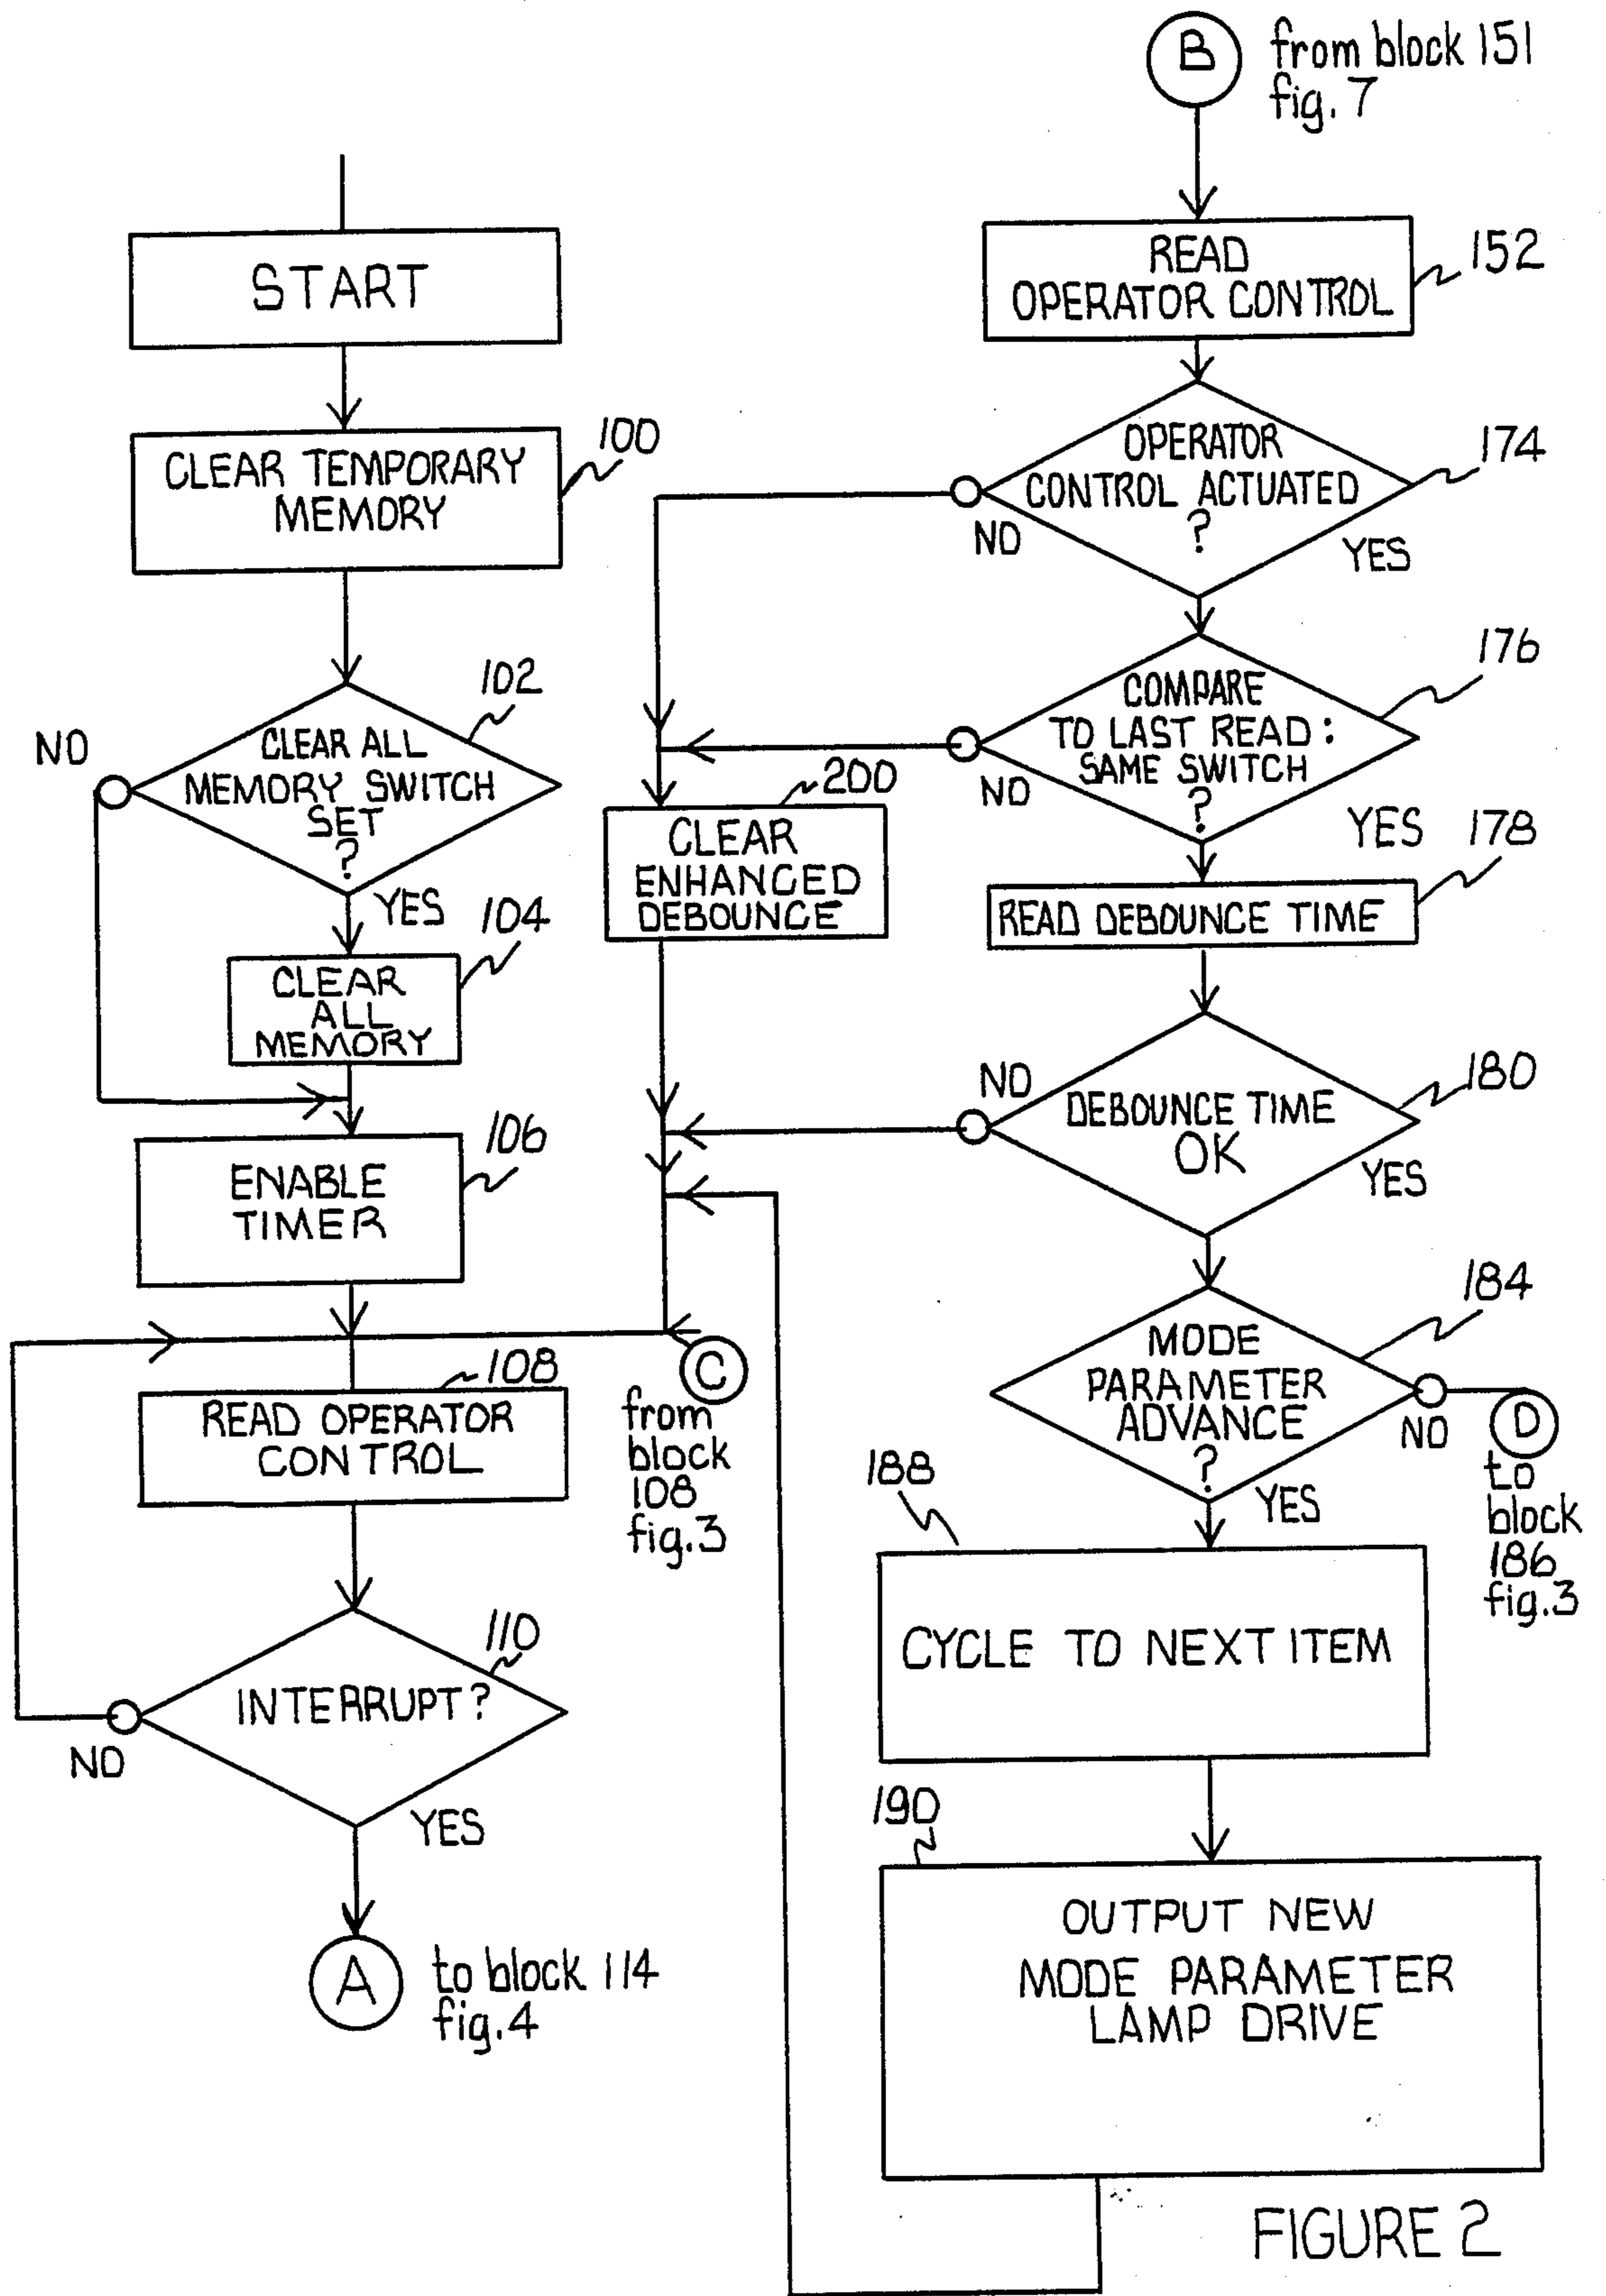 START
CLEAR TEMPORARY
MEMORY
100
102
CLEAR ALL
MEMORY SWITCH
SET
?
NO
YES
104
CLEAR
ALL
MEMORY
106
ENABLE
TIMER
108
READ OPERATOR
CONTROL
110
INTERRUPT?
NO
YES
A
to block 114
fig.4
B
from block 151
fig. 7
READ
OPERATOR CONTROL
152
OPERATOR
CONTROL ACTUATED
?
174
NO
YES
176
COMPARE
TO LAST READ:
SAME SWITCH
?
NO
YES
200
CLEAR
ENHANCED
DEBOUNCE
178
READ DEBOUNCE TIME
180
DEBOUNCE TIME
OK
NO
YES
184
MODE
PARAMETER
ADVANCE
?
NO
YES
C
from
block
108
fig.3
D
to
block
186
fig.3
188
CYCLE TO NEXT ITEM
190
OUTPUT NEW
MODE PARAMETER
LAMP DRIVE
FIGURE 2